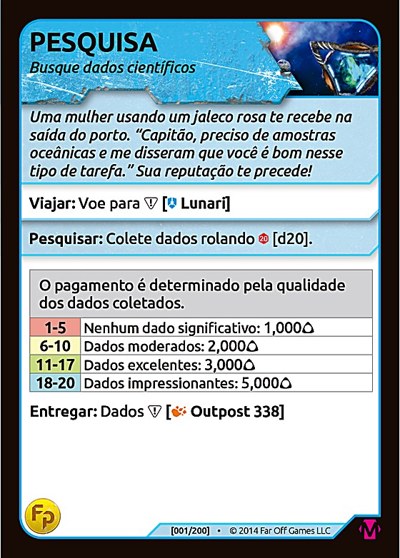 PESQUISA
Busque dados científicos
Uma mulher usando um jaleco rosa te recebe na
saída do porto. “Capitão, preciso de amostras
oceânicas e me disseram que você é bom nesse
tipo de tarefa.” Sua reputação te precede!
Viajar: Voe para [Lunari]
Pesquisar: Colete dados rolando 20 [d20].
O pagamento é determinado pela qualidade
dos dados coletados.
1-5 Nenhum dado significativo: 1,000
6-10 Dados moderados: 2,000
11-17 Dados excelentes: 3,000
18-20 Dados impressionantes: 5,000
Entregar: Dados [Outpost 338]
FP
[001/200] • © 2014 Far Off Games LLC